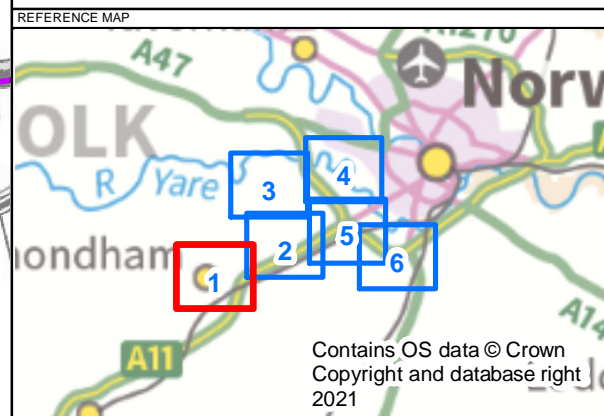 REFERENCE MAP
A47
Norw
OLK
R Yare
3
4
ondham
2
5
6
1
A11
A14
Contains OS data © Crown
Copyright and database right
2021